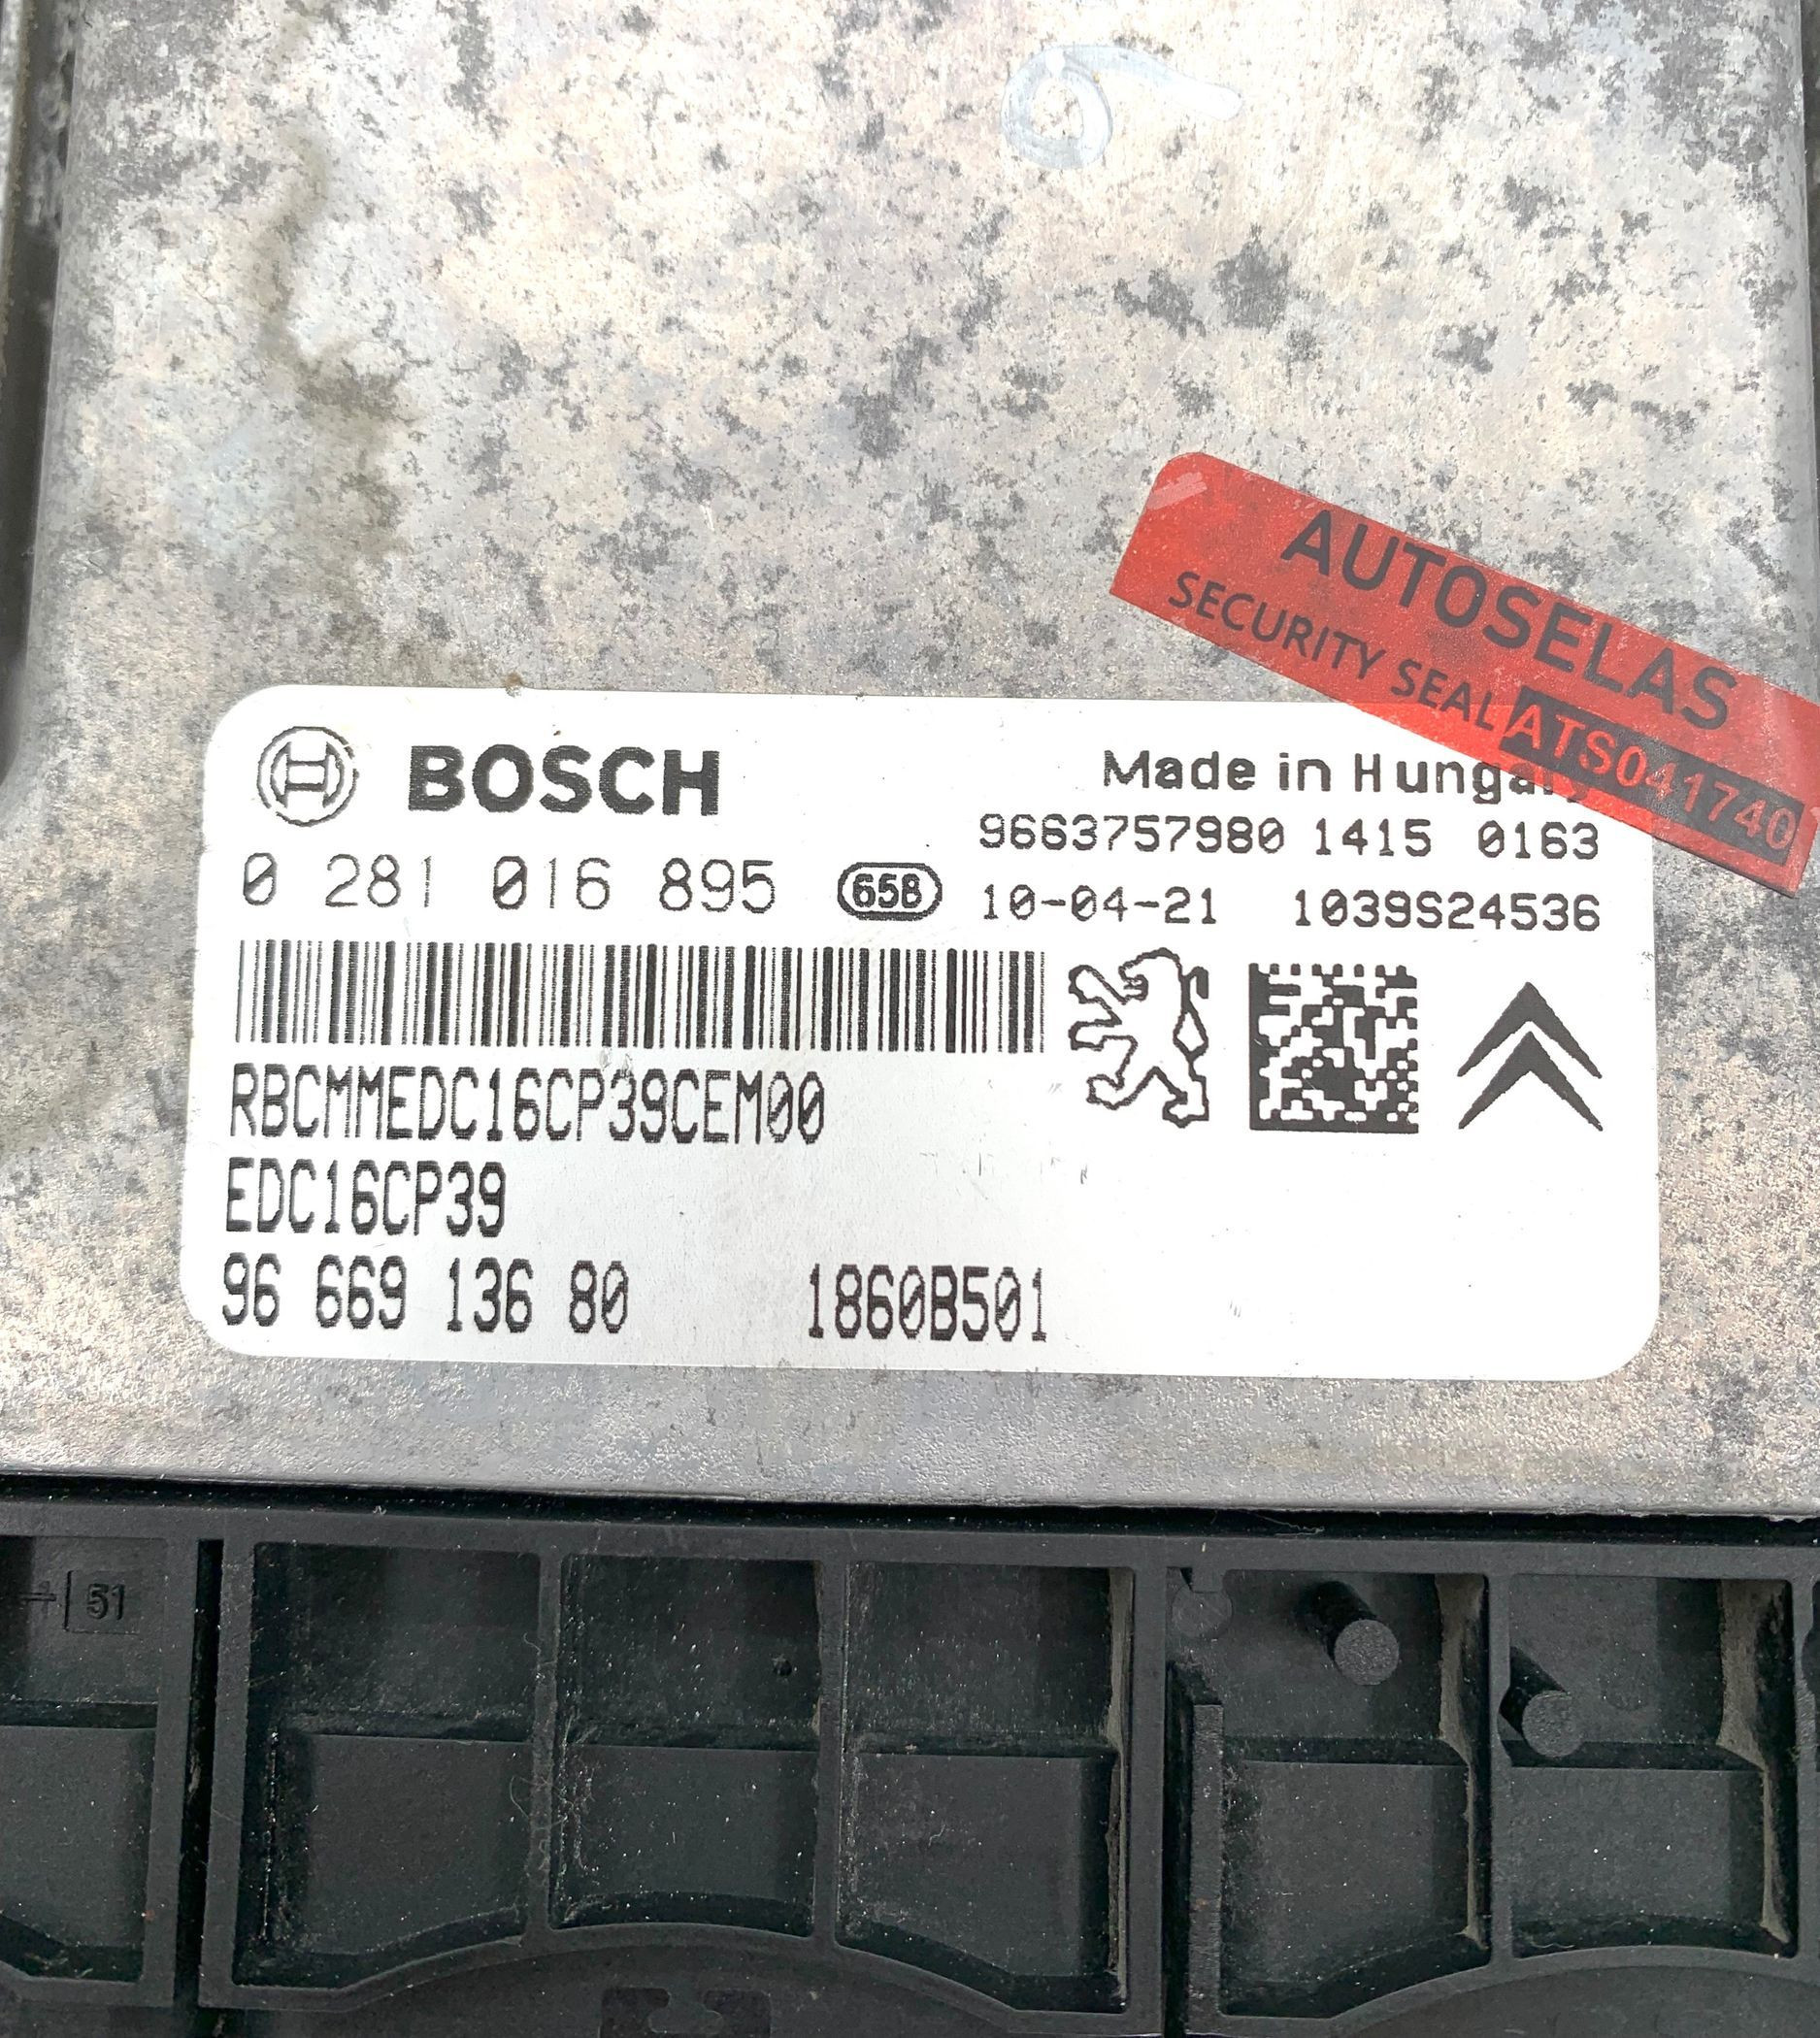 AUTOSELAS
SECURITY SEAL ATS041740
BOSCH
Made in Hungary
9663757980 1415 0163
0 281 016 895 65B 10-04-21 1039S24536
RBCMMEDC16CP39CEM00
EDC16CP39
96 669 136 80 1860B501
51